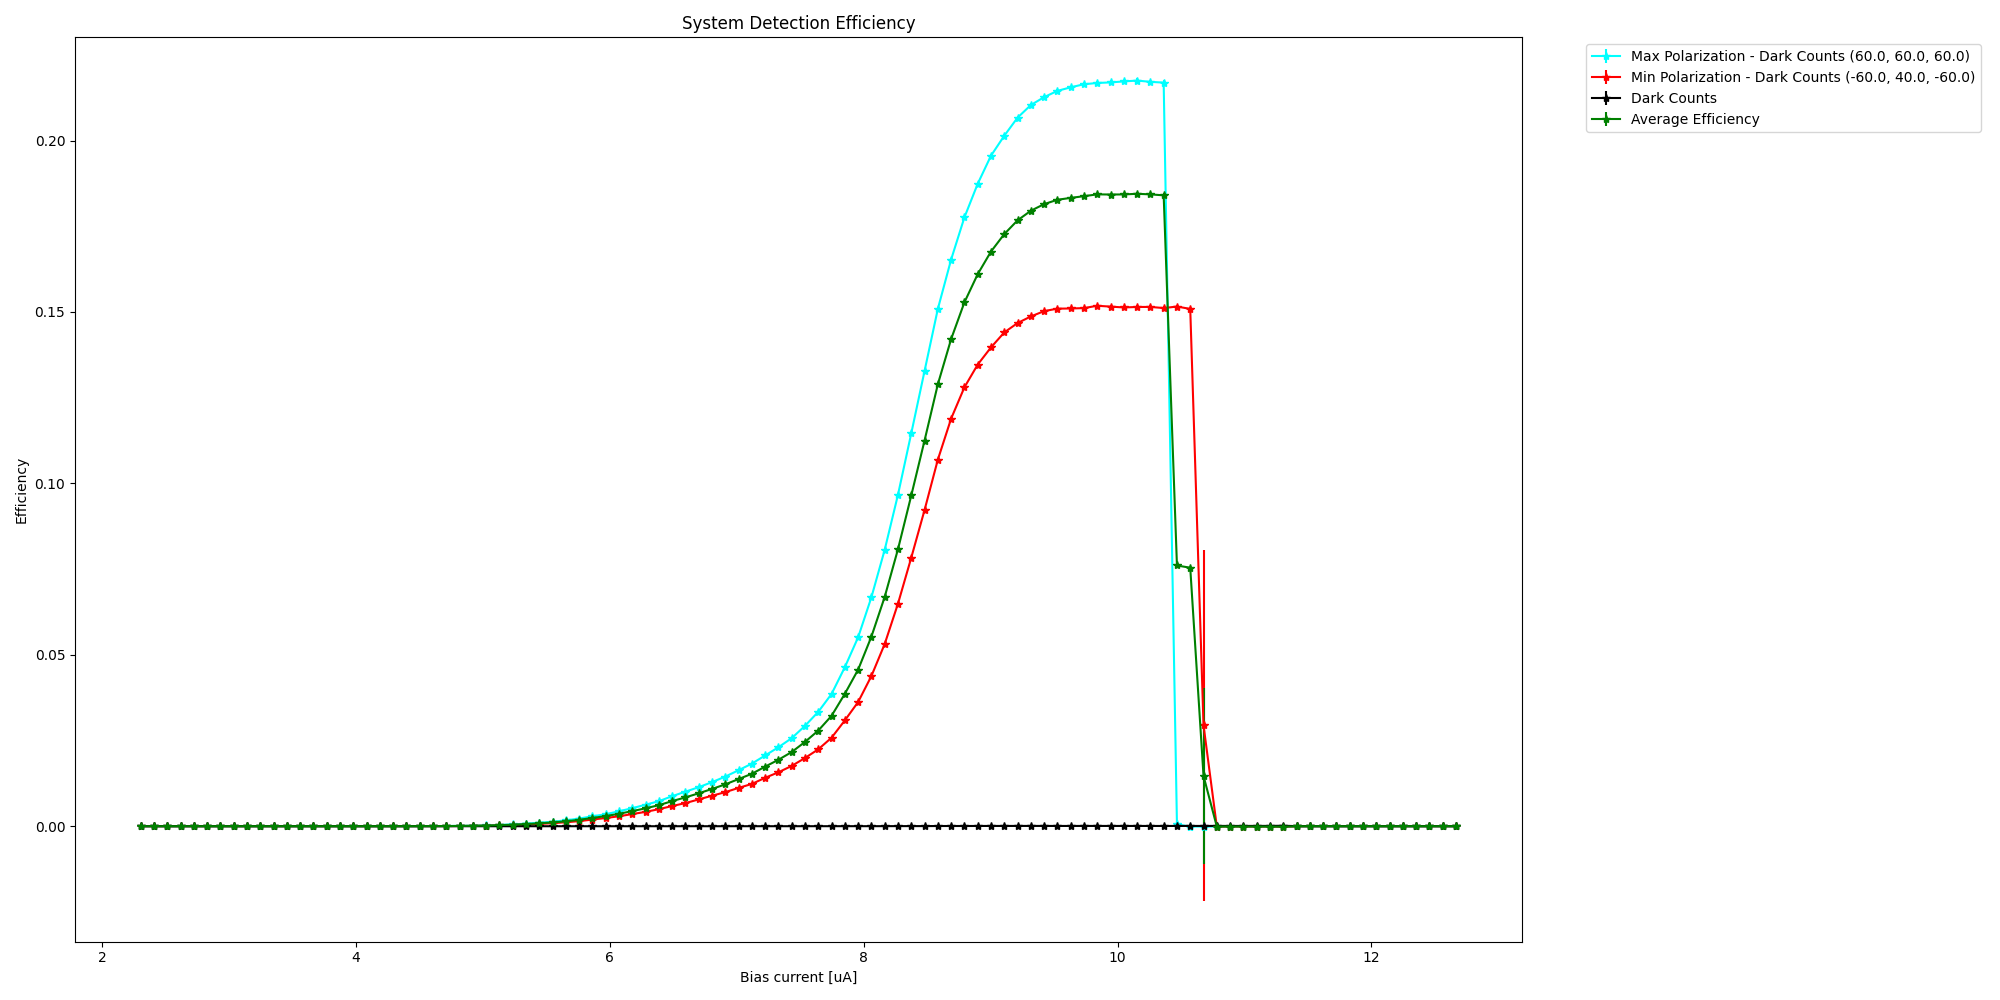 System Detection Efficiency
Max Polarization - Dark Counts (60.0, 60.0, 60.0)
Min Polarization - Dark Counts (-60.0, 40.0, -60.0)
Dark Counts
Average Efficiency
0.20
0.15
0.10
0.05
0.00
Efficiency
2 4 6 8 10 12
Bias current [uA]